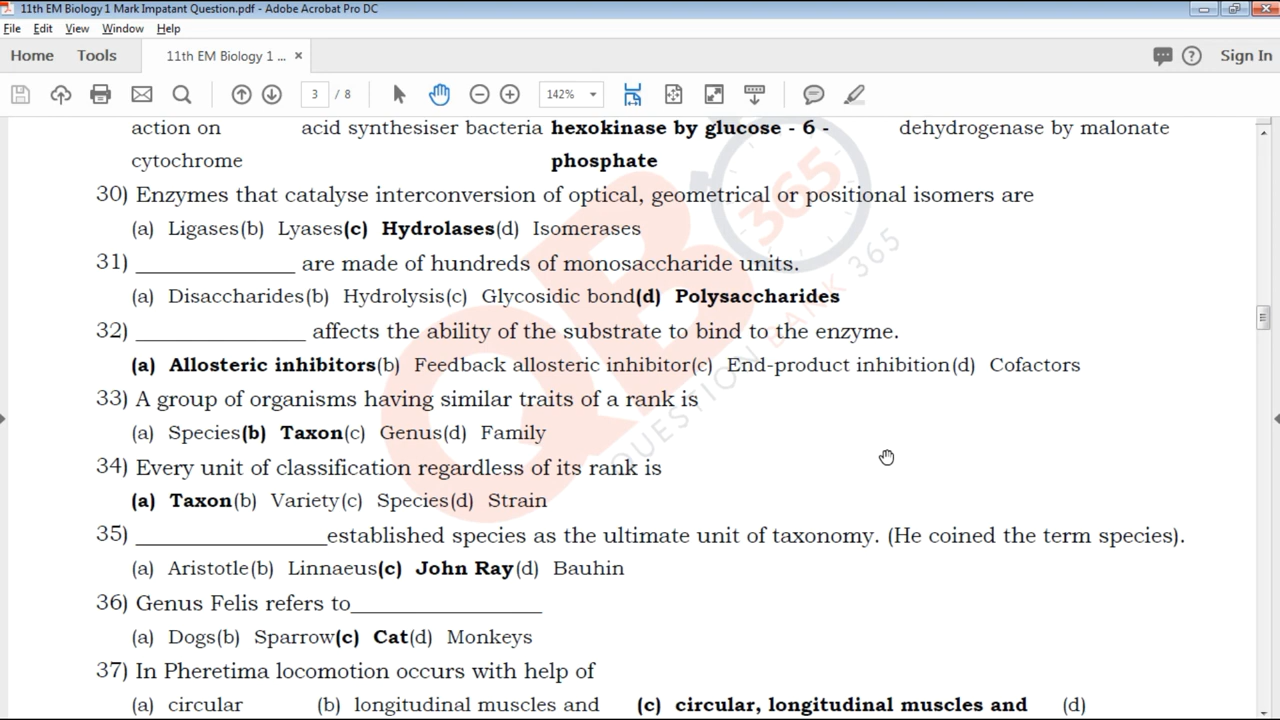 11th EM Biology 1 Mark Impatant Question.pdf - Adobe Acrobat Pro DC
File Edit View Window Help
Home Tools 11th EM Biology 1 ... × Sign In
3 / 8 142%
action on acid synthesiser bacteria hexokinase by glucose - 6 - dehydrogenase by malonate
cytochrome phosphate
30) Enzymes that catalyse interconversion of optical, geometrical or positional isomers are
(a) Ligases(b) Lyases(c) Hydrolases(d) Isomerases
31) ______________ are made of hundreds of monosaccharide units.
(a) Disaccharides(b) Hydrolysis(c) Glycosidic bond(d) Polysaccharides
32) _______________ affects the ability of the substrate to bind to the enzyme.
(a) Allosteric inhibitors(b) Feedback allosteric inhibitor(c) End-product inhibition(d) Cofactors
33) A group of organisms having similar traits of a rank is
(a) Species(b) Taxon(c) Genus(d) Family
34) Every unit of classification regardless of its rank is
(a) Taxon(b) Variety(c) Species(d) Strain
35) _________________established species as the ultimate unit of taxonomy. (He coined the term species).
(a) Aristotle(b) Linnaeus(c) John Ray(d) Bauhin
36) Genus Felis refers to_________________
(a) Dogs(b) Sparrow(c) Cat(d) Monkeys
37) In Pheretima locomotion occurs with help of
(a) circular (b) longitudinal muscles and (c) circular, longitudinal muscles and (d)
QB 365
QUESTION BANK 365